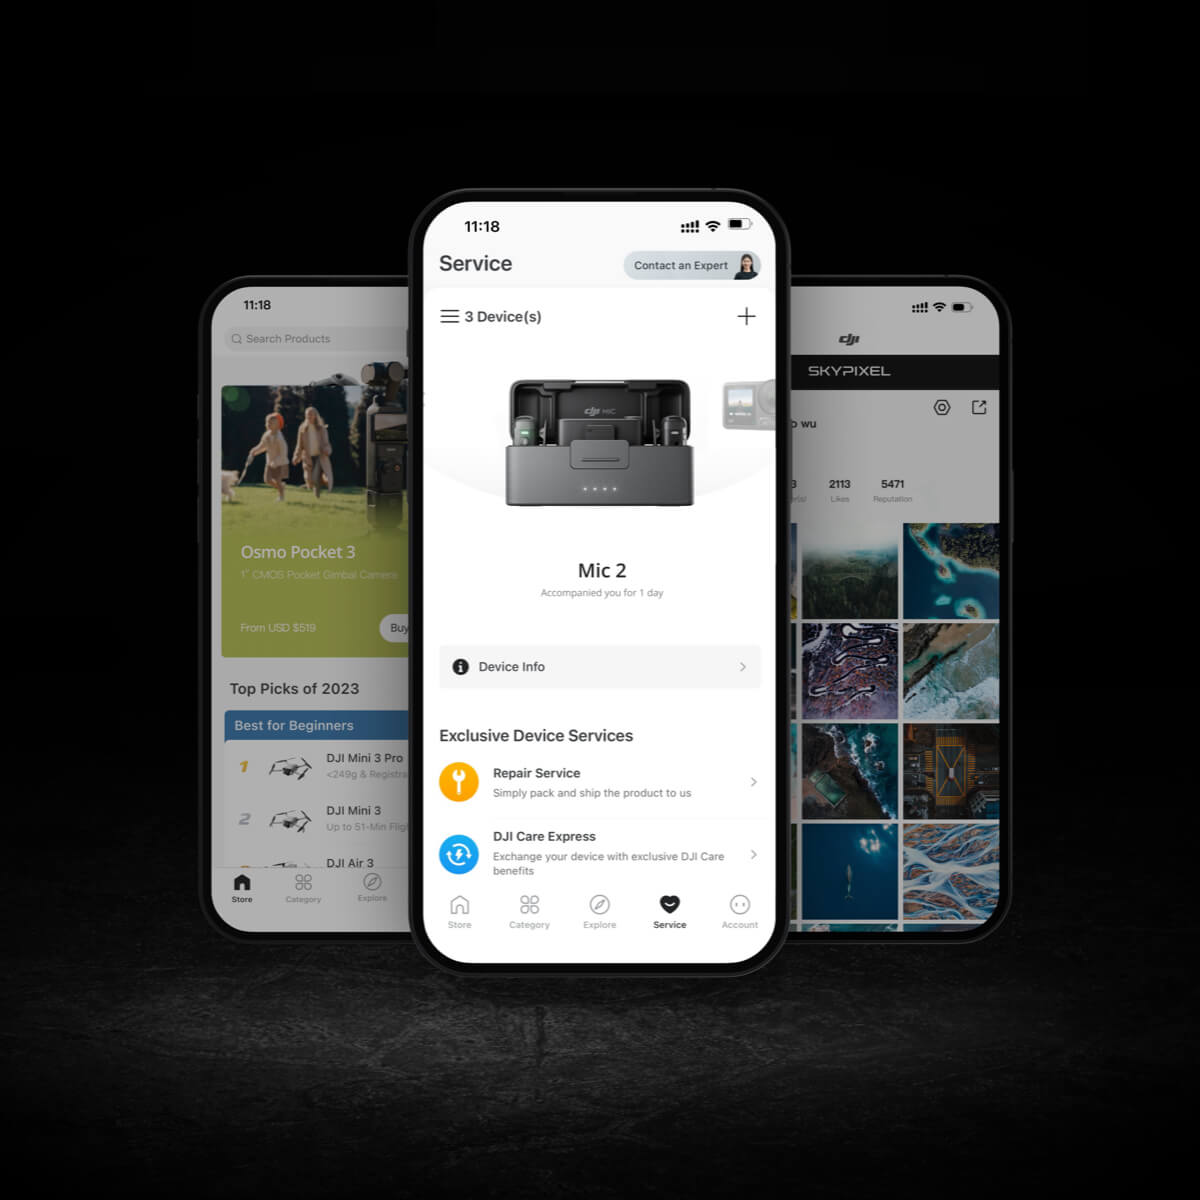 11:18
Search Products
Osmo Pocket 3
1" CMOS Pocket Gimbal Camera
From USD $519
Buy
Top Picks of 2023
Best for Beginners
1
DJI Mini 3 Pro
<249g & Registra
2
DJI Mini 3
Up to 51-Min Flig
DJI Air 3
Store
Category
Explore
11:18
Service
Contact an Expert
3 Device(s)
dji MIC
Mic 2
Accompanied you for 1 day
Device Info
Exclusive Device Services
Repair Service
Simply pack and ship the product to us
DJI Care Express
Exchange your device with exclusive DJI Care
benefits
Store
Category
Explore
Service
Account
dji
SKYPIXEL
o wu
3
2113
5471
Likes
Reputation